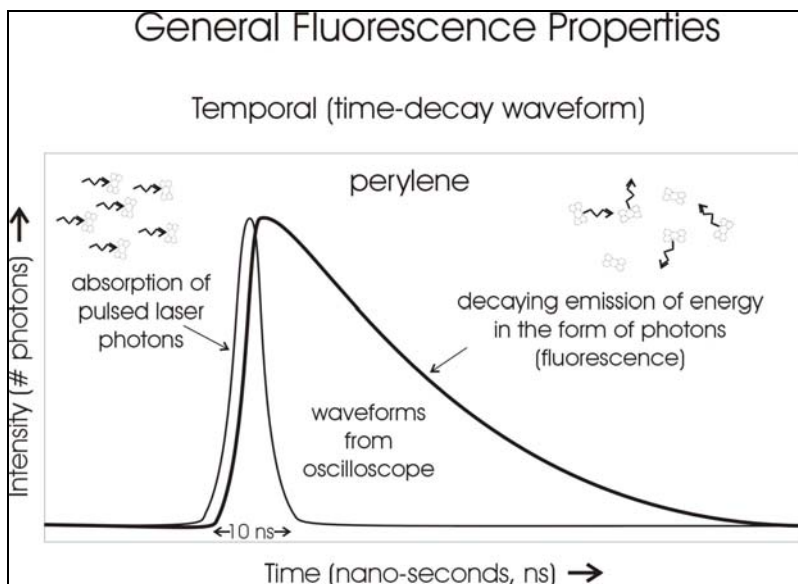 General Fluorescence Properties
Temporal (time-decay waveform)
perylene
absorption of
pulsed laser
photons
decaying emission of energy
in the form of photons
(fluorescence)
waveforms
from
oscilloscope
Intensity (# photons)
10 ns
Time (nano-seconds, ns)